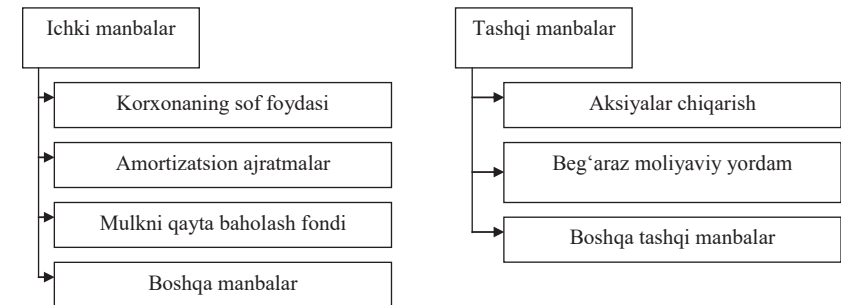 Ichki manbalar
Korxonaning sof foydasi
Amortizatsion ajratmalar
Mulkni qayta baholash fondi
Boshqa manbalar
Tashqi manbalar
Aksiyalar chiqarish
Beg‘araz moliyaviy yordam
Boshqa tashqi manbalar